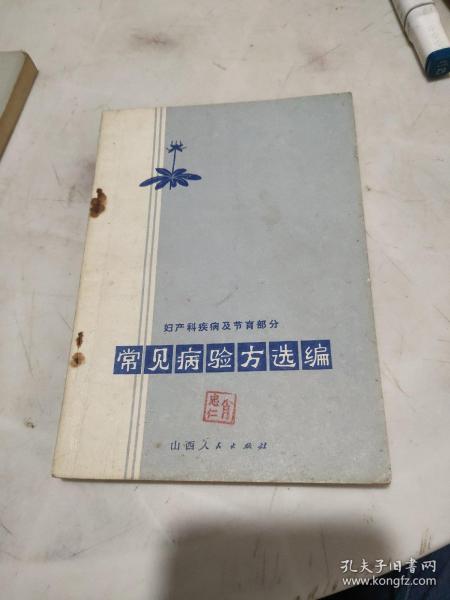 妇产科疾病及节育部分
常见病验方选编
忠仁
山西人民出版社
孔夫子旧书网
www.kongfz.com